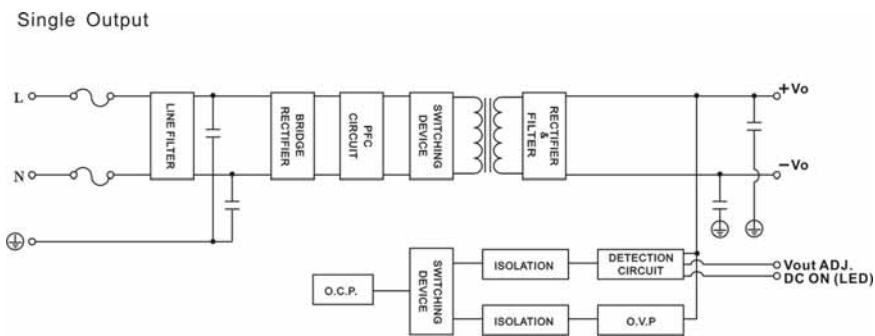 Single Output
L
N
LINE FILTER
BRIDGE
RECTIFIER
PFC
CIRCUIT
SWITCHING
DEVICE
RECTIFIER
&
FILTER
+Vo
−Vo
SWITCHING
DEVICE
O.C.P.
ISOLATION
DETECTION
CIRCUIT
Vout ADJ.
DC ON (LED)
ISOLATION
O.V.P